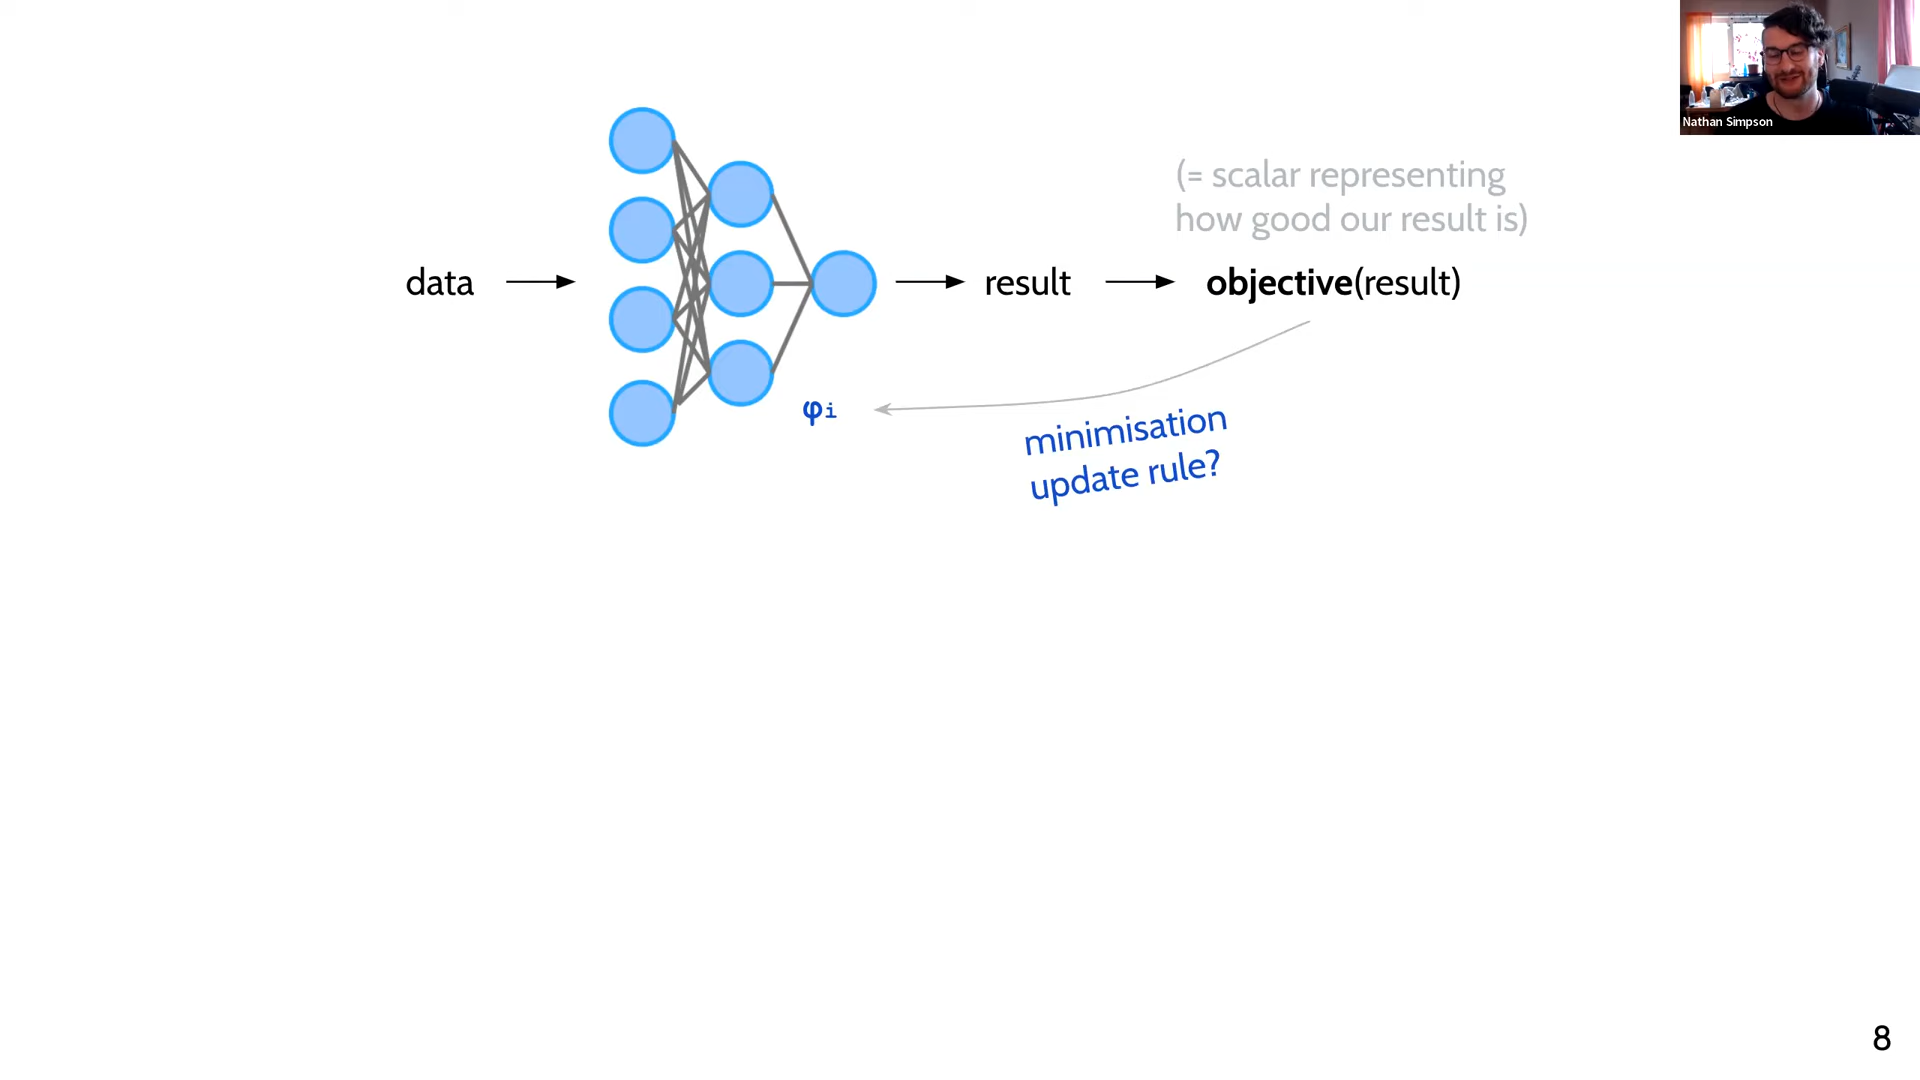 Nathan Simpson
(= scalar representing
how good our result is)
data
result
objective(result)
φi
minimisation
update rule?
8